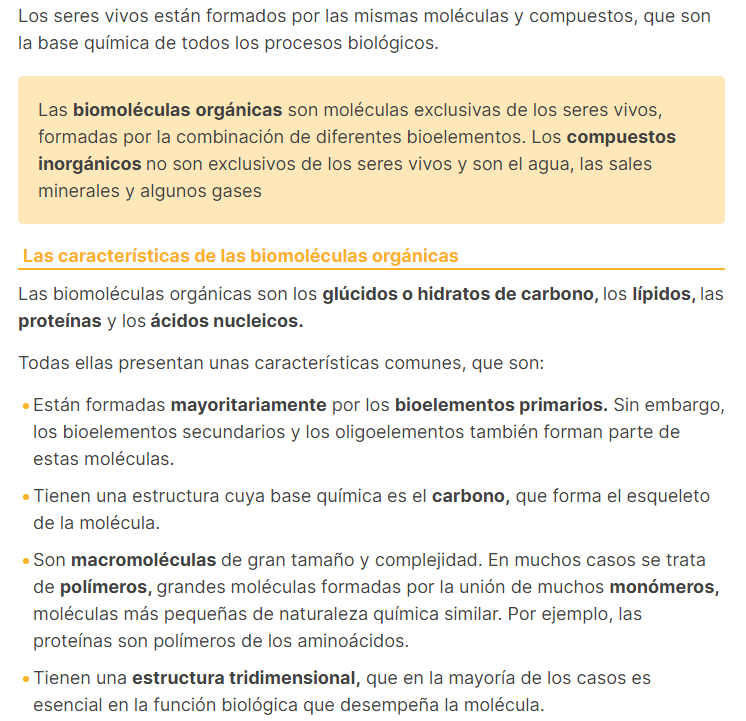 Los seres vivos están formados por las mismas moléculas y compuestos, que son
la base química de todos los procesos biológicos.
Las biomoléculas orgánicas son moléculas exclusivas de los seres vivos,
formadas por la combinación de diferentes bioelementos. Los compuestos
inorgánicos no son exclusivos de los seres vivos y son el agua, las sales
minerales y algunos gases
Las características de las biomoléculas orgánicas
Las biomoléculas orgánicas son los glúcidos o hidratos de carbono, los lípidos, las
proteínas y los ácidos nucleicos.
Todas ellas presentan unas características comunes, que son:
• Están formadas mayoritariamente por los bioelementos primarios. Sin embargo,
los bioelementos secundarios y los oligoelementos también forman parte de
estas moléculas.
• Tienen una estructura cuya base química es el carbono, que forma el esqueleto
de la molécula.
• Son macromoléculas de gran tamaño y complejidad. En muchos casos se trata
de polímeros, grandes moléculas formadas por la unión de muchos monómeros,
moléculas más pequeñas de naturaleza química similar. Por ejemplo, las
proteínas son polímeros de los aminoácidos.
• Tienen una estructura tridimensional, que en la mayoría de los casos es
esencial en la función biológica que desempeña la molécula.